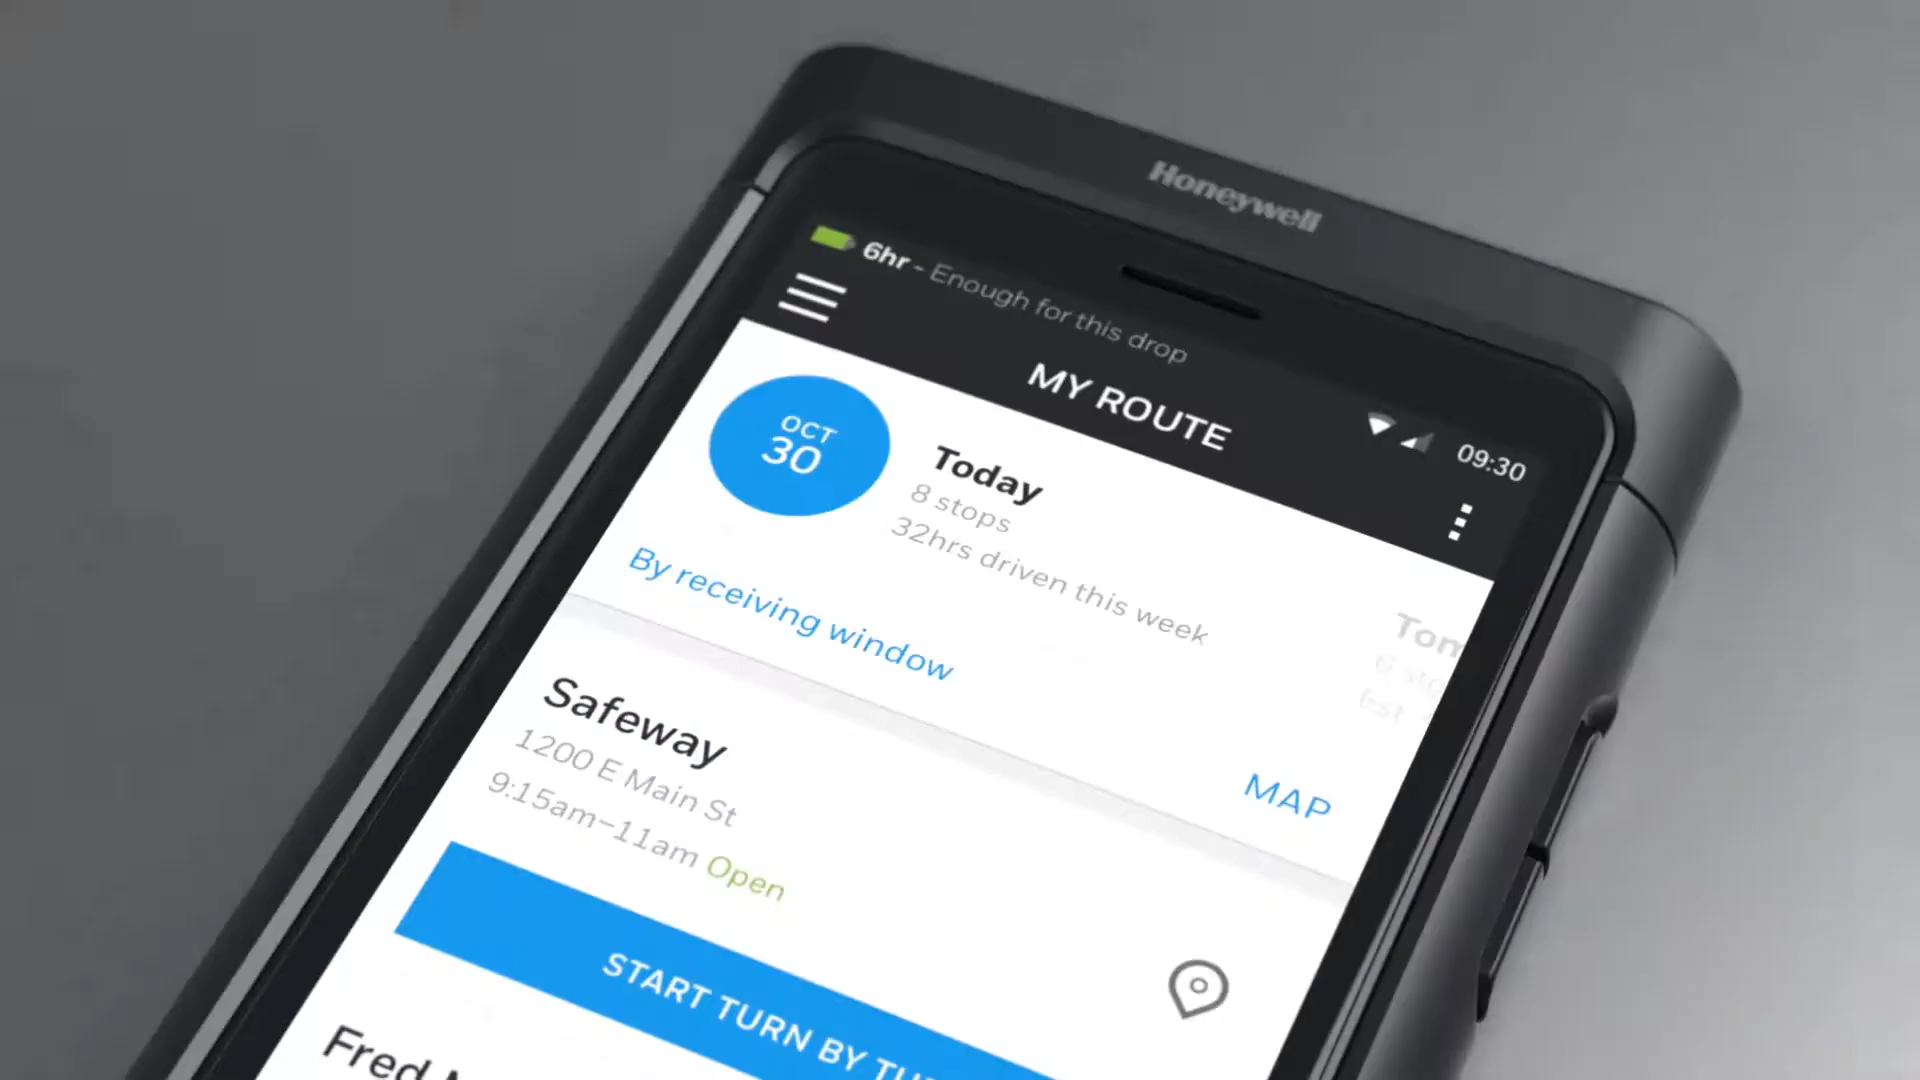 Honeywell
6hr - Enough for this drop
09:30
MY ROUTE
OCT
30
Today
8 stops
32hrs driven this week
By receiving window
MAP
Safeway
1200 E Main St
9:15am–11am Open
START TURN BY
Fred